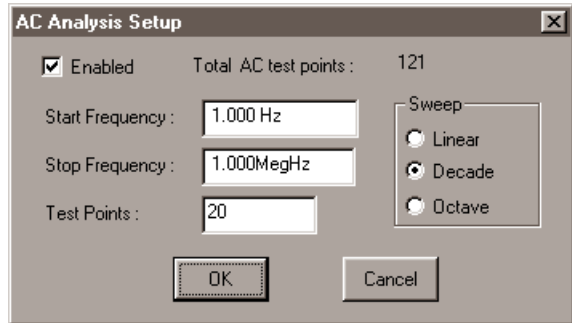 AC Analysis Setup
Enabled
Total AC test points :
121
Start Frequency :
1.000 Hz
Stop Frequency :
1.000MegHz
Test Points :
20
Sweep
Linear
Decade
Octave
OK
Cancel